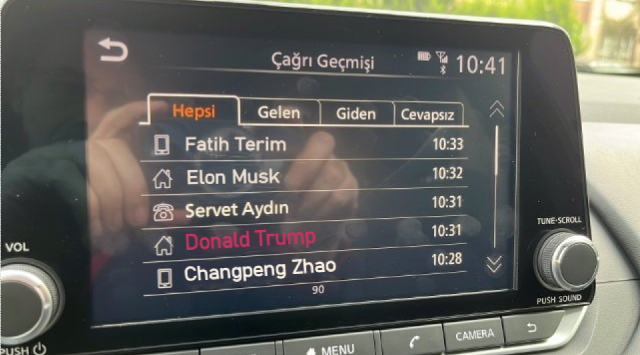 Çağrı Geçmişi 10:41
Hepsi Gelen Giden Cevapsız
Fatih Terim 10:33
Elon Musk 10:32
Servet Aydın 10:31
Donald Trump 10:31
Changpeng Zhao 10:28
90
VOL
PUSH
TUNE·SCROLL
PUSH SOUND
MENU
CAMERA